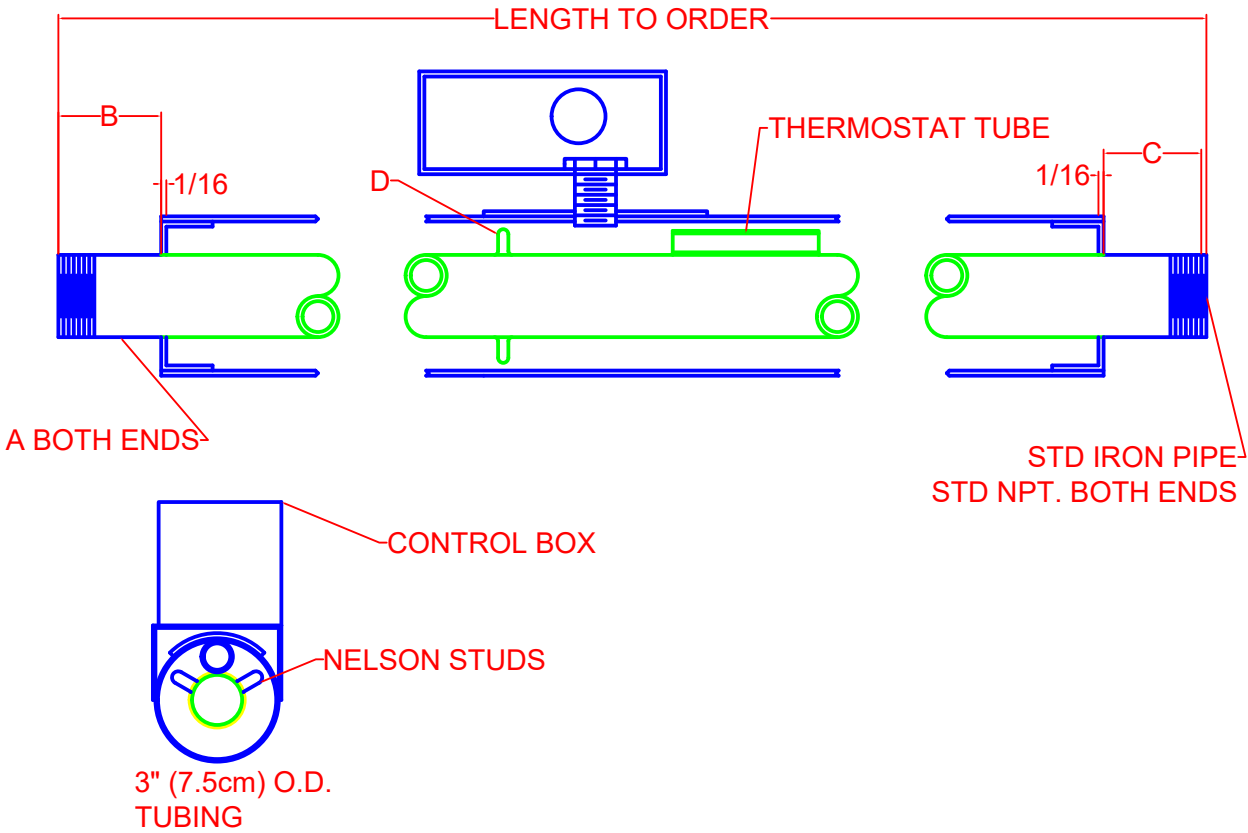 LENGTH TO ORDER
B
THERMOSTAT TUBE
C
1/16
D
1/16
A BOTH ENDS
STD IRON PIPE
STD NPT. BOTH ENDS
CONTROL BOX
NELSON STUDS
3" (7.5cm) O.D.
TUBING